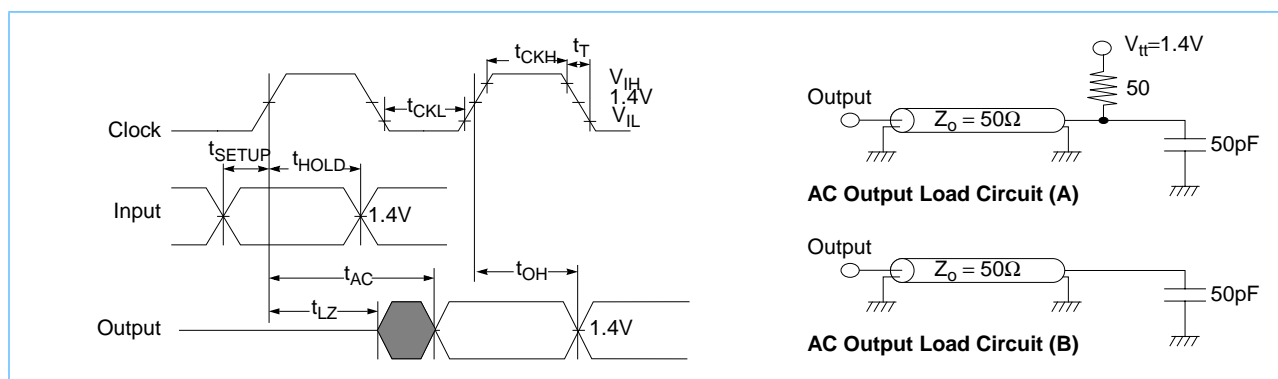 tCKH
tT
VIH
1.4V
VIL
tCKL
Clock
tSETUP
tHOLD
Input
1.4V
tAC
tOH
tLZ
Output
1.4V
Vtt=1.4V
50
Output
Zo = 50Ω
50pF
AC Output Load Circuit (A)
Output
Zo = 50Ω
50pF
AC Output Load Circuit (B)